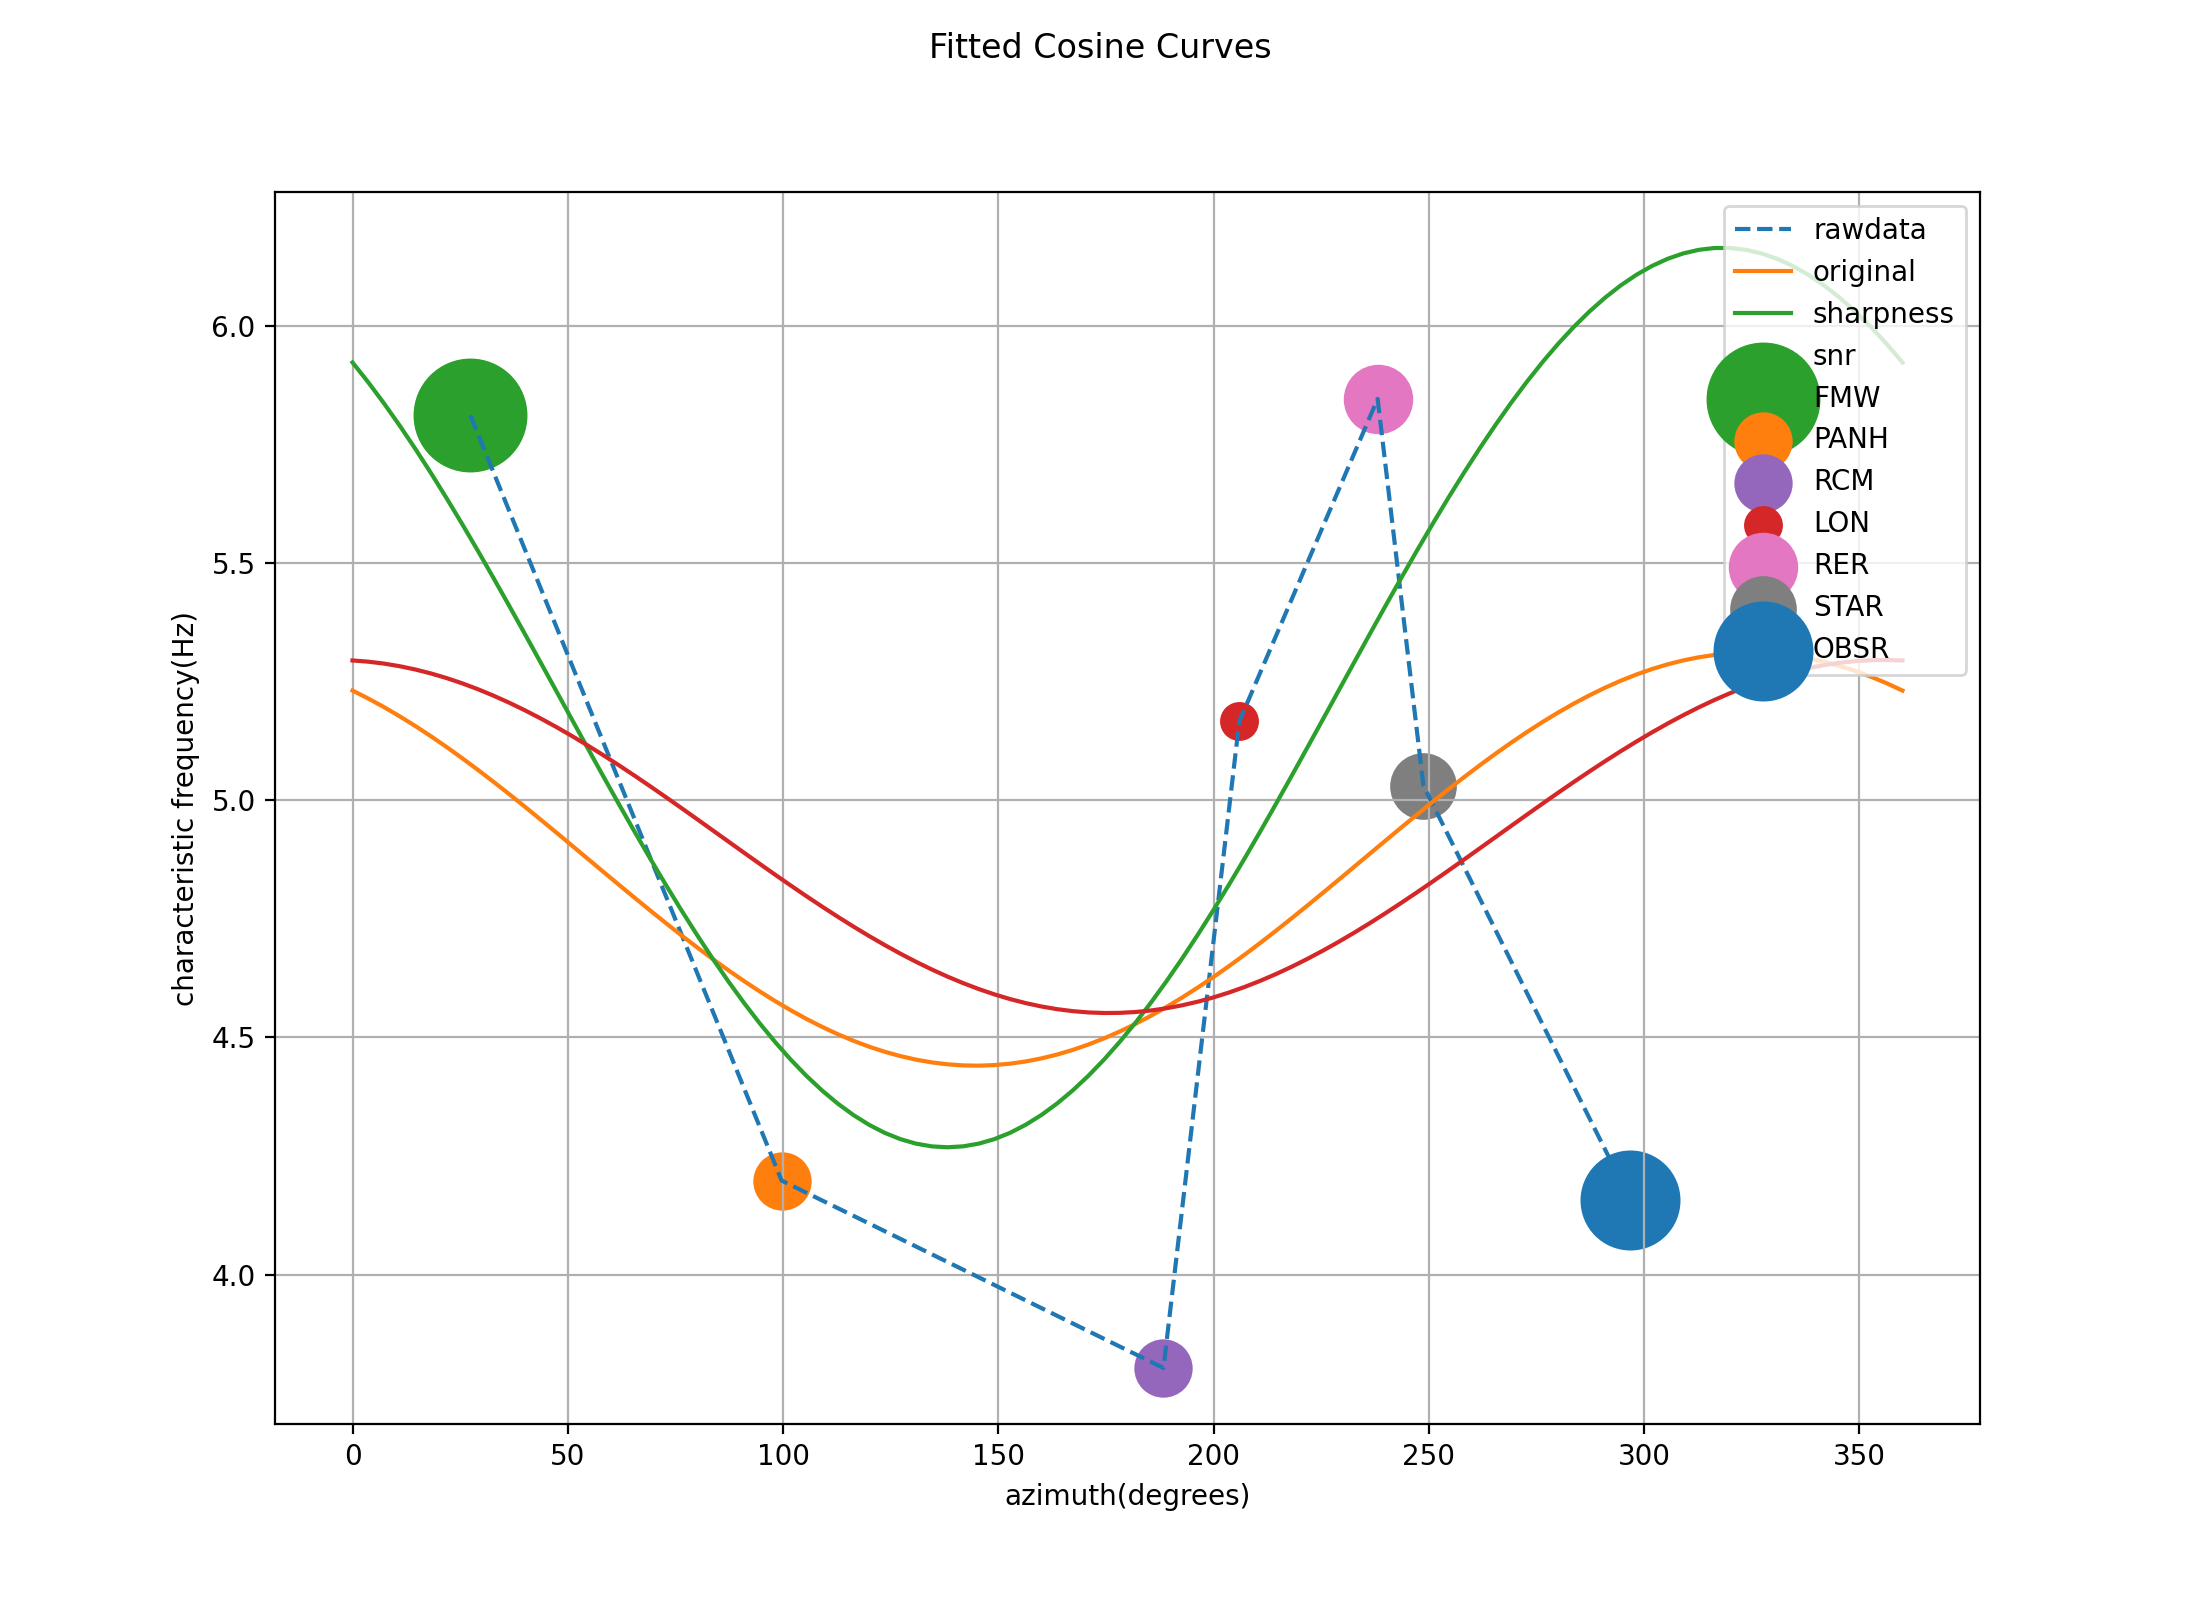 Fitted Cosine Curves
rawdata
original
sharpness
snr
FMW
PANH
RCM
LON
RER
STAR
OBSR
6.0
5.5
5.0
4.5
4.0
characteristic frequency(Hz)
0 50 100 150 200 250 300 350
azimuth(degrees)